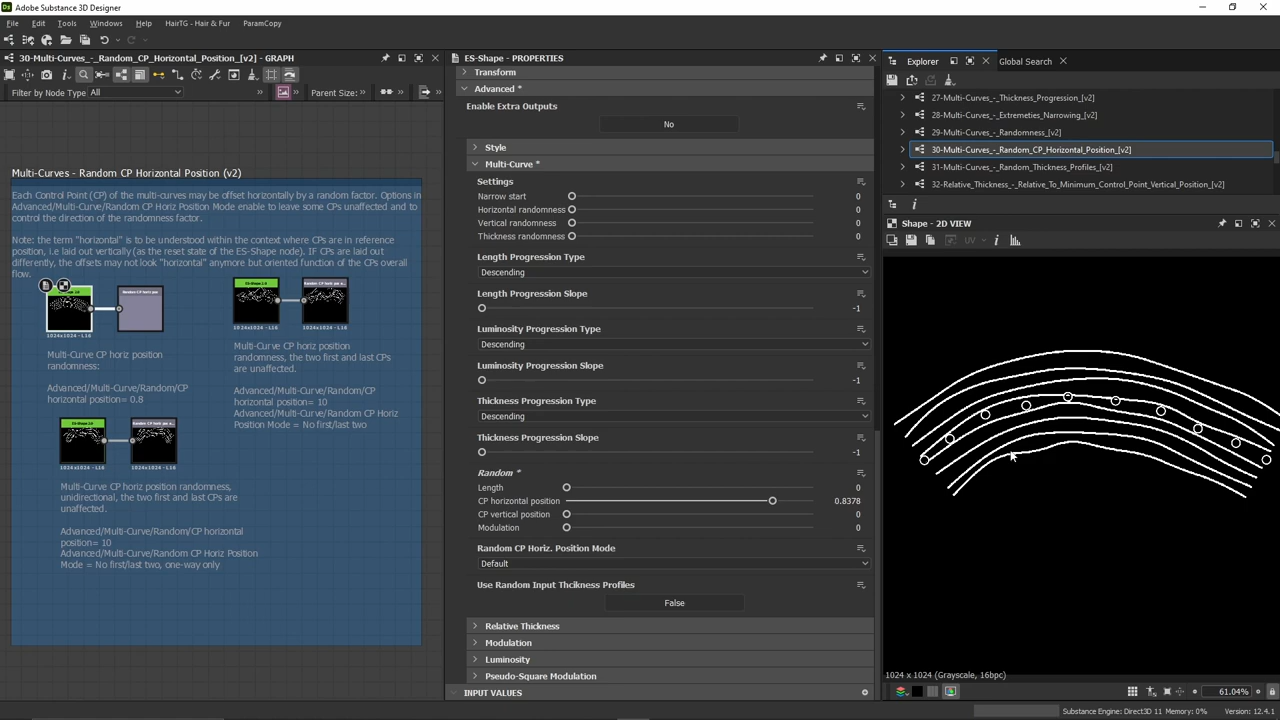 Adobe Substance 3D Designer
File Edit Tools Windows Help HairTG - Hair & Fur ParamCopy
30-Multi-Curves_-_Random_CP_Horizontal_Position_[v2] - GRAPH
Filter by Node Type All
Parent Size:
Multi-Curves - Random CP Horizontal Position (v2)
Each Control Point (CP) of the multi-curves may be offset horizontally by a random factor. Options in
Advanced/Multi-Curve/Random CP Horiz Position Mode enable to leave some CPs unaffected and to
control the direction of the randomness factor.
Note: the term "horizontal" is to be understood within the context where CPs are in reference
position, i.e laid out vertically (as the reset state of the ES-Shape node). IF CPs are laid out
differently, the offsets may not look "horizontal" anymore but oriented function of the CPs overall
flow.
1024x1024 - L16
Multi-Curve CP horiz position
randomness:
Advanced/Multi-Curve/Random/CP
horizontal position= 0.8
1024x1024 - L16
1024x1024 - L16
Multi-Curve CP horiz position
randomness, the two first and last CPs
are unaffected.
Advanced/Multi-Curve/Random/CP
horizontal position= 10
Advanced/Multi-Curve/Random CP Horiz
Position Mode = No first/last two
1024x1024 - L16
1024x1024 - L16
Multi-Curve CP horiz position randomness,
unidirectional, the two first and last CPs are
unaffected.
Advanced/Multi-Curve/Random/CP horizontal
position= 10
Advanced/Multi-Curve/Random CP Horiz Position
Mode = No first/last two, one-way only
ES-Shape - PROPERTIES
Transform
Advanced *
Enable Extra Outputs
No
Style
Multi-Curve *
Settings
Narrow start 0
Horizontal randomness 0
Vertical randomness 0
Thickness randomness 0
Length Progression Type
Descending
Length Progression Slope
-1
Luminosity Progression Type
Descending
Luminosity Progression Slope
-1
Thickness Progression Type
Descending
Thickness Progression Slope
-1
Random *
Length 0
CP horizontal position 0.8378
CP vertical position 0
Modulation 0
Random CP Horiz. Position Mode
Default
Use Random Input Thcikness Profiles
False
Relative Thickness
Modulation
Luminosity
Pseudo-Square Modulation
INPUT VALUES
Explorer
Global Search
27-Multi-Curves_-_Thickness_Progression_[v2]
28-Multi-Curves_-_Extremeties_Narrowing_[v2]
29-Multi-Curves_-_Randomness_[v2]
30-Multi-Curves_-_Random_CP_Horizontal_Position_[v2]
31-Multi-Curves_-_Random_Thickness_Profiles_[v2]
32-Relative_Thickness_-_Relative_To_Minimum_Control_Point_Vertical_Position_[v2]
Shape - 2D VIEW
UV
1024 x 1024 (Grayscale, 16bpc)
61.04%
Substance Engine: Direct3D 11 Memory: 0% Version: 12.4.1